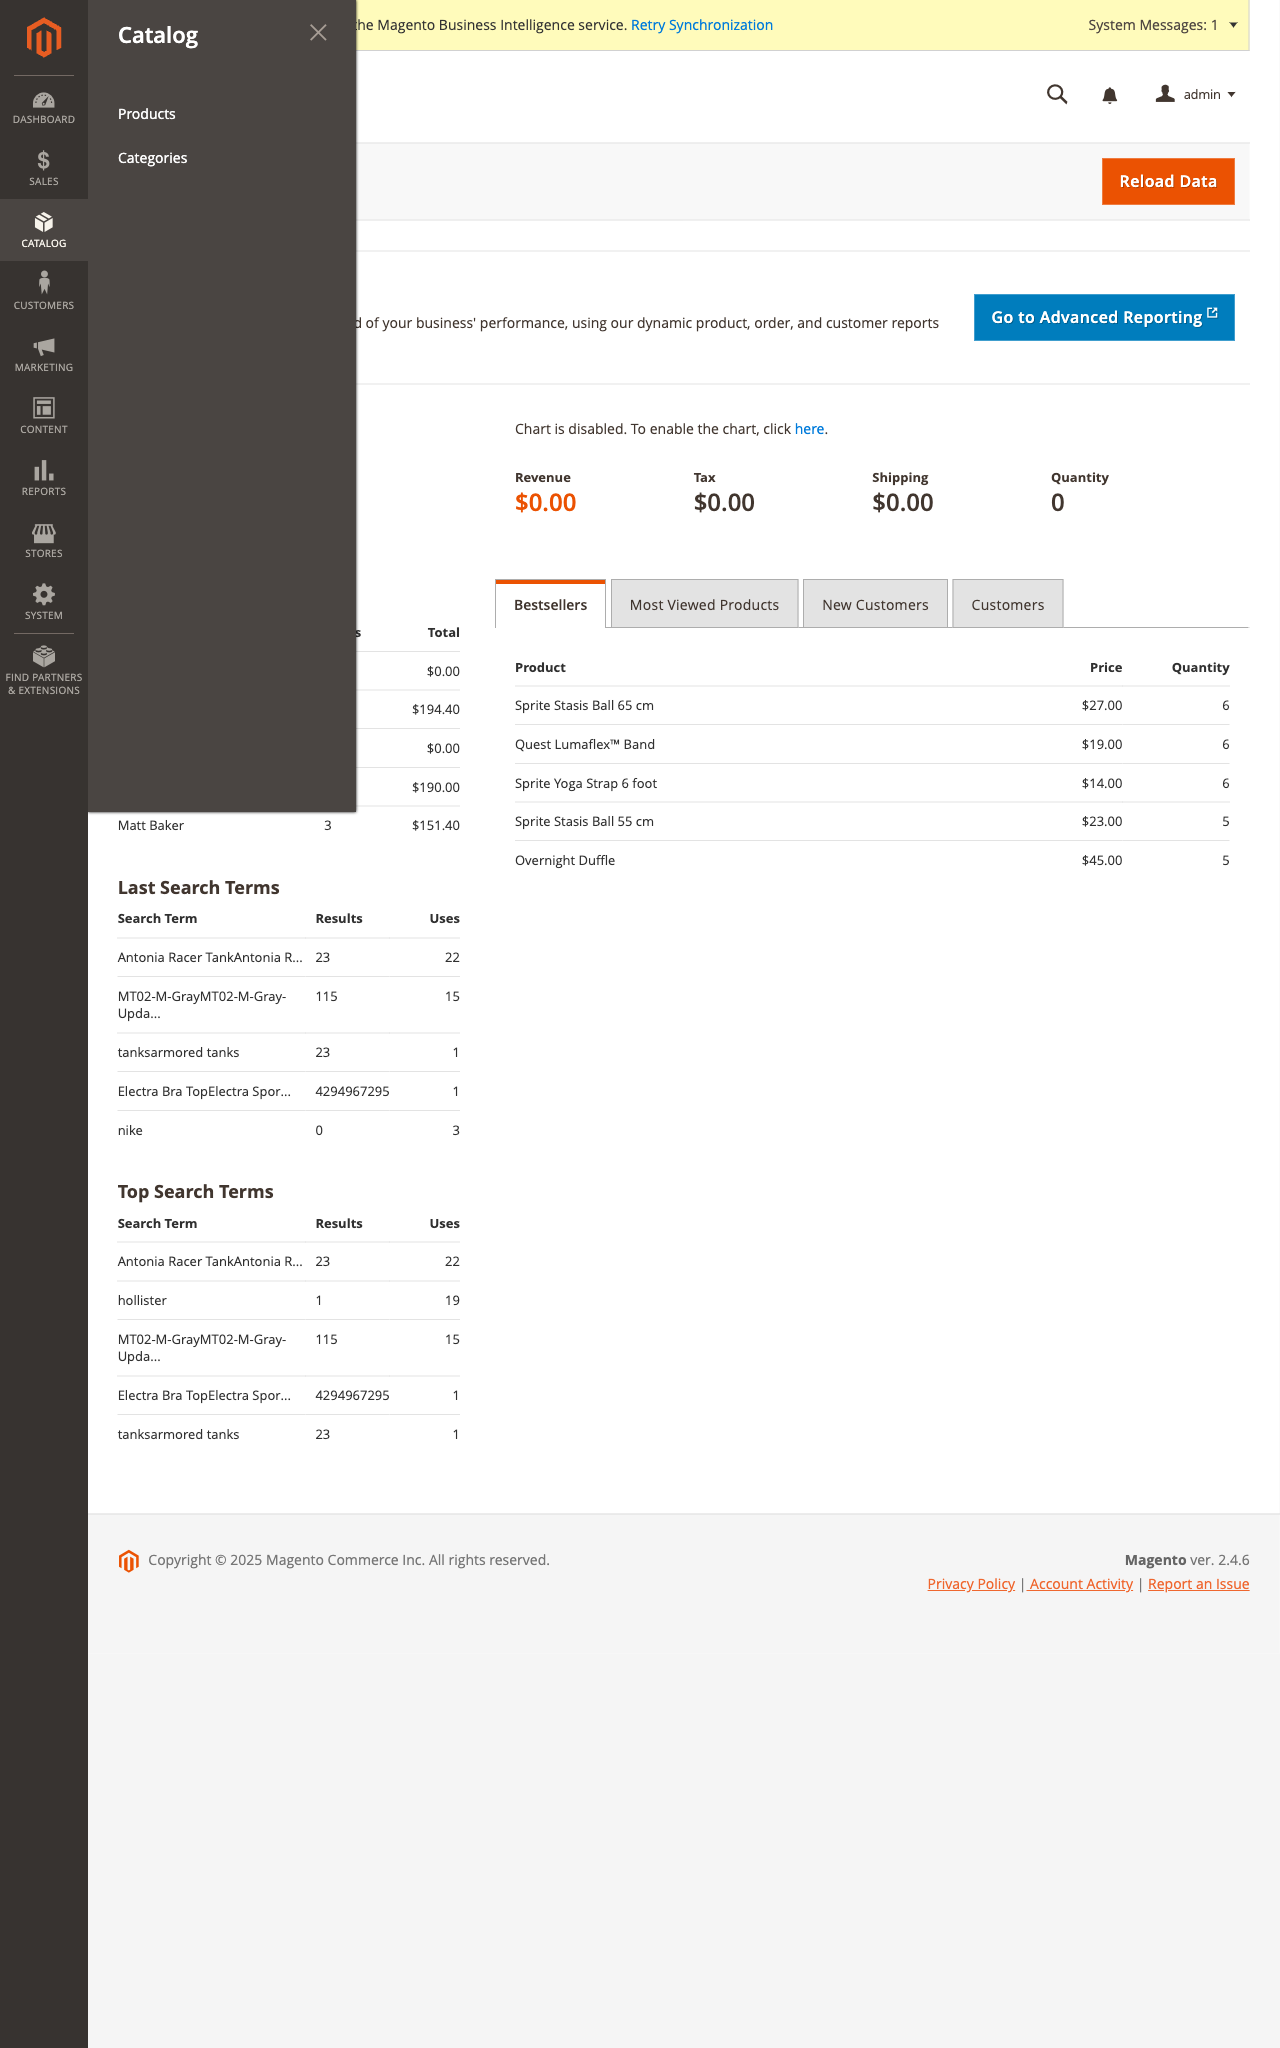 Catalog
Products
Categories
DASHBOARD
SALES
CATALOG
CUSTOMERS
MARKETING
CONTENT
REPORTS
STORES
SYSTEM
FIND PARTNERS
& EXTENSIONS
the Magento Business Intelligence service. Retry Synchronization
System Messages: 1
admin
Reload Data
of your business' performance, using our dynamic product, order, and customer reports
Go to Advanced Reporting
Chart is disabled. To enable the chart, click here.
Revenue Tax Shipping Quantity
$0.00 $0.00 $0.00 0
Total
$0.00
$194.40
$0.00
$190.00
Matt Baker 3 $151.40
Bestsellers Most Viewed Products New Customers Customers
Product Price Quantity
Sprite Stasis Ball 65 cm $27.00 6
Quest Lumaflex™ Band $19.00 6
Sprite Yoga Strap 6 foot $14.00 6
Sprite Stasis Ball 55 cm $23.00 5
Overnight Duffle $45.00 5
Last Search Terms
Search Term Results Uses
Antonia Racer TankAntonia R... 23 22
MT02-M-GrayMT02-M-Gray- 115 15
Upda...
tanksarmored tanks 23 1
Electra Bra TopElectra Spor... 4294967295 1
nike 0 3
Top Search Terms
Search Term Results Uses
Antonia Racer TankAntonia R... 23 22
hollister 1 19
MT02-M-GrayMT02-M-Gray- 115 15
Upda...
Electra Bra TopElectra Spor... 4294967295 1
tanksarmored tanks 23 1
Copyright © 2025 Magento Commerce Inc. All rights reserved.
Magento ver. 2.4.6
Privacy Policy | Account Activity | Report an Issue